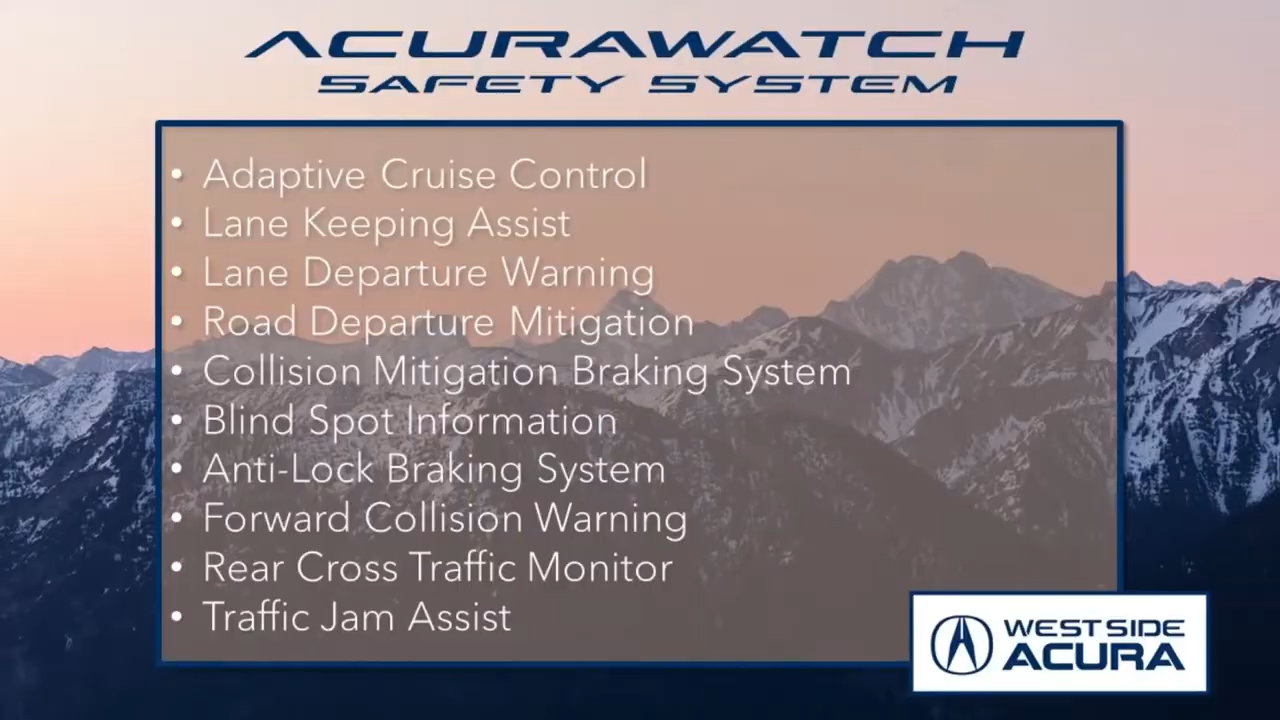 ACURAWATCH
SAFETY SYSTEM
• Adaptive Cruise Control
• Lane Keeping Assist
• Lane Departure Warning
• Road Departure Mitigation
• Collision Mitigation Braking System
• Blind Spot Information
• Anti-Lock Braking System
• Forward Collision Warning
• Rear Cross Traffic Monitor
• Traffic Jam Assist
WEST SIDE
ACURA